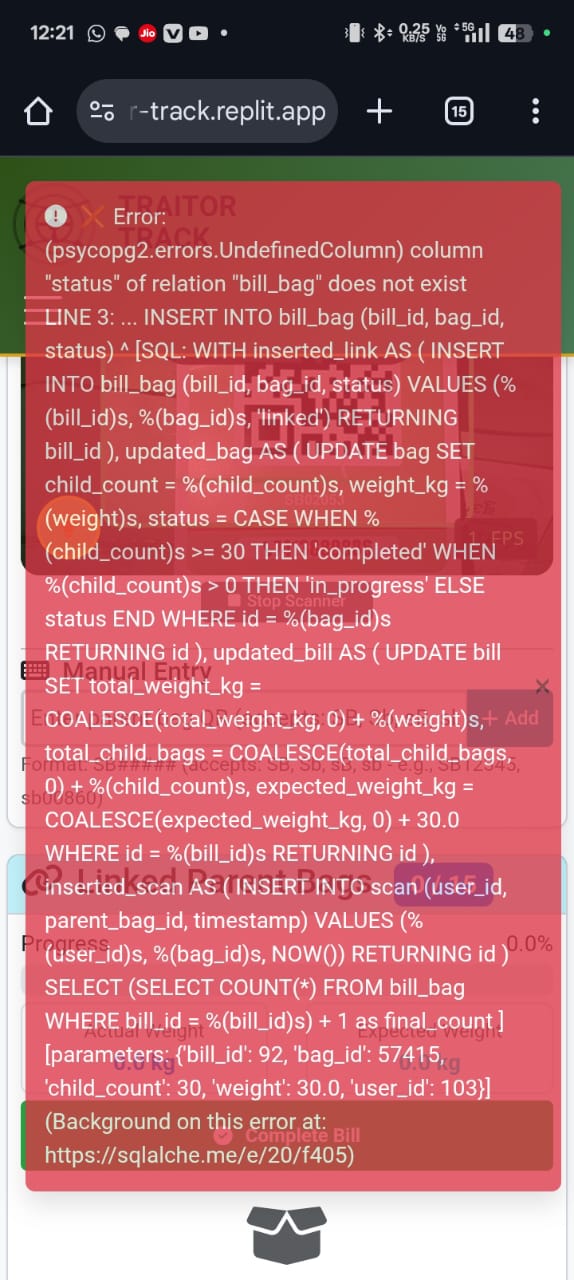 12:21
0.25 KB/S
5G
48
r-track.replit.app
15
TRAITOR
TRACK
Error:
(psycopg2.errors.UndefinedColumn) column
"status" of relation "bill_bag" does not exist
LINE 3: ... INSERT INTO bill_bag (bill_id, bag_id,
status) ^ [SQL: WITH inserted_link AS ( INSERT
INTO bill_bag (bill_id, bag_id, status) VALUES (%
(bill_id)s, %(bag_id)s, 'linked') RETURNING
bill_id ), updated_bag AS ( UPDATE bag SET
child_count = %(child_count)s, weight_kg = %
(weight)s, status = CASE WHEN %
(child_count)s >= 30 THEN 'completed' WHEN
%(child_count)s > 0 THEN 'in_progress' ELSE
status END WHERE id = %(bag_id)s
RETURNING id ), updated_bill AS ( UPDATE bill
SET total_weight_kg =
COALESCE(total_weight_kg, 0) + %(weight)s,
total_child_bags = COALESCE(total_child_bags,
0) + %(child_count)s, expected_weight_kg =
COALESCE(expected_weight_kg, 0) + 30.0
WHERE id = %(bill_id)s RETURNING id ),
inserted_scan AS ( INSERT INTO scan (user_id,
parent_bag_id, timestamp) VALUES (%
(user_id)s, %(bag_id)s, NOW()) RETURNING id )
SELECT (SELECT COUNT(*) FROM bill_bag
WHERE bill_id = %(bill_id)s) + 1 as final_count ]
[parameters: {'bill_id': 92, 'bag_id': 57415,
'child_count': 30, 'weight': 30.0, 'user_id': 103}]
(Background on this error at:
https://sqlalche.me/e/20/f405)
1 FPS
Stop Scanner
Manual Entry
+ Add
Format: SB##### (accepts: SB, Sb, sB, sb - e.g., SB12345,
sb00860)
Linked Parent Bags
Progress
0.0%
Actual Weight
Expected Weight
0.0 kg
0.0 kg
Complete Bill